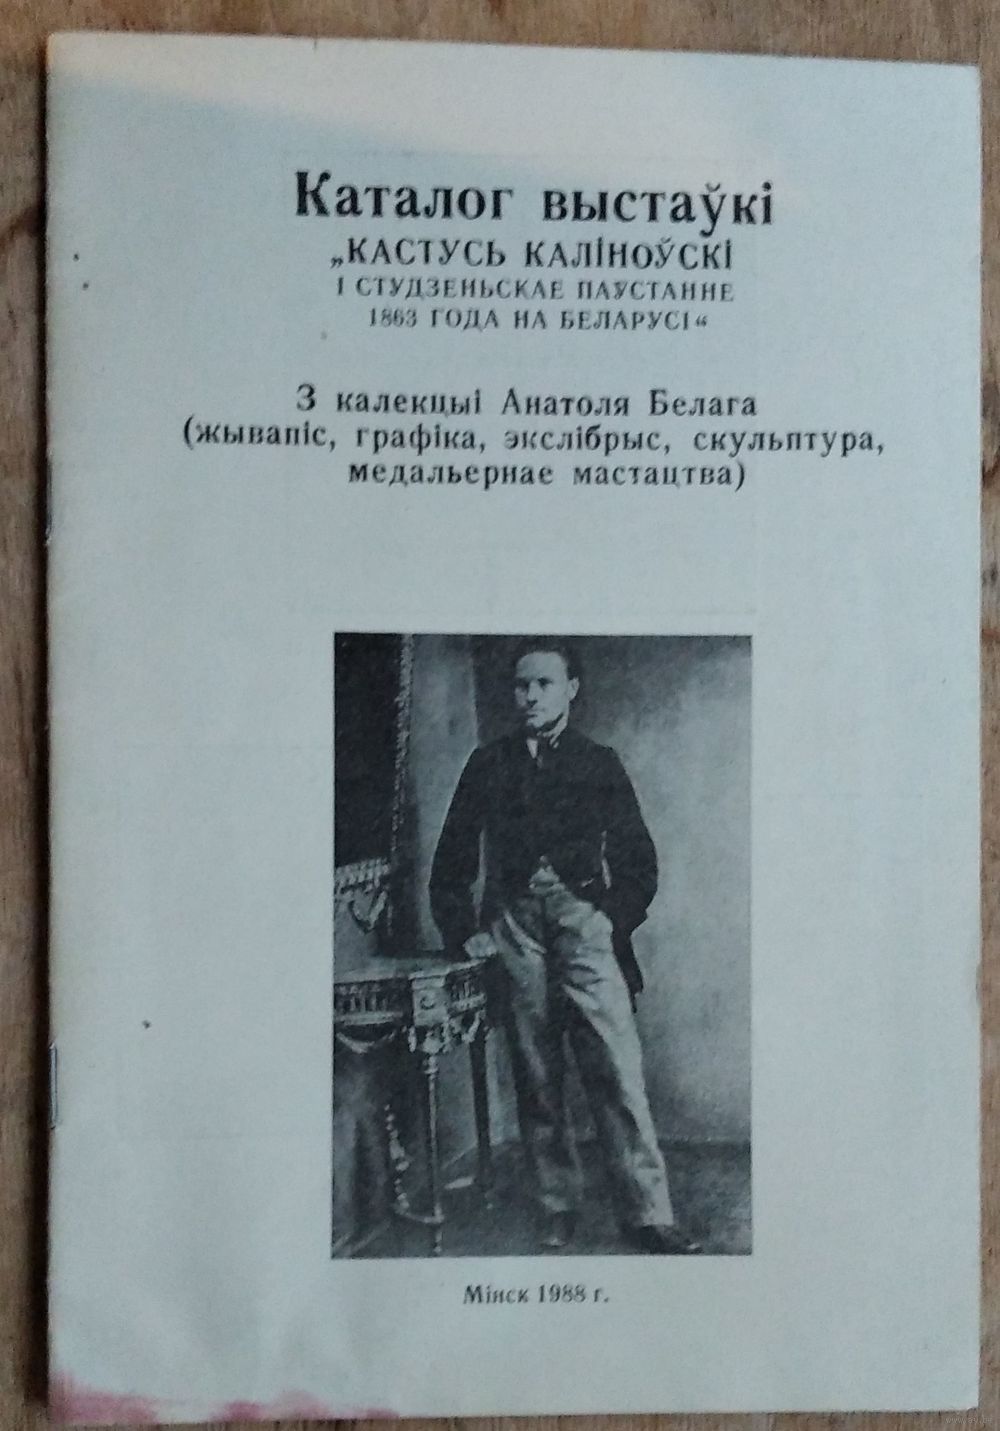 Каталог выстаўкі
„КАСТУСЬ КАЛІНОЎСКІ
І СТУДЗЕНЬСКАЕ ПАУСТАННЕ
1863 ГОДА НА БЕЛАРУСІ“
З калекцыі Анатоля Белага
(жывапіс, графіка, экслібрыс, скульптура,
медальернае мастацтва)
Мінск 1988 г.